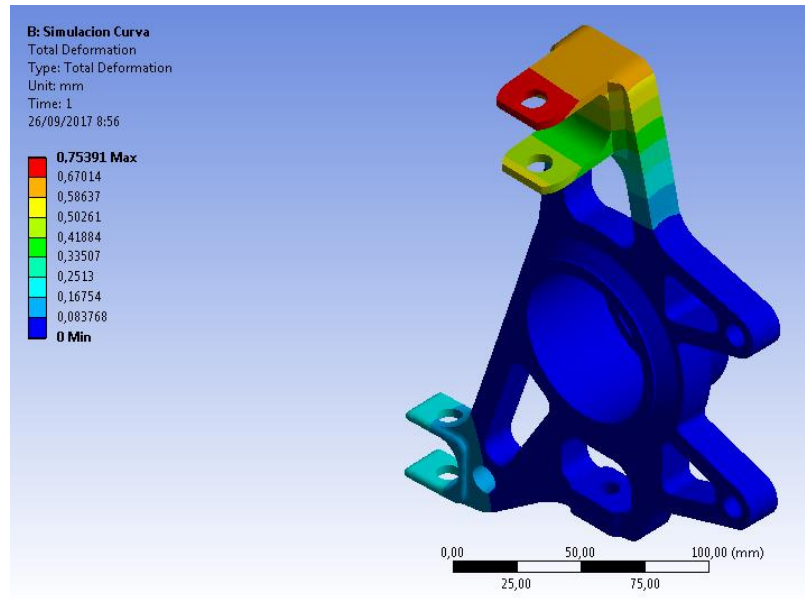 B: Simulacion Curva
Total Deformation
Type: Total Deformation
Unit: mm
Time: 1
26/09/2017 8:56
0,75391 Max
0,67014
0,58637
0,50261
0,41884
0,33507
0,2513
0,16754
0,083768
0 Min
0,00 50,00 100,00 (mm)
25,00 75,00